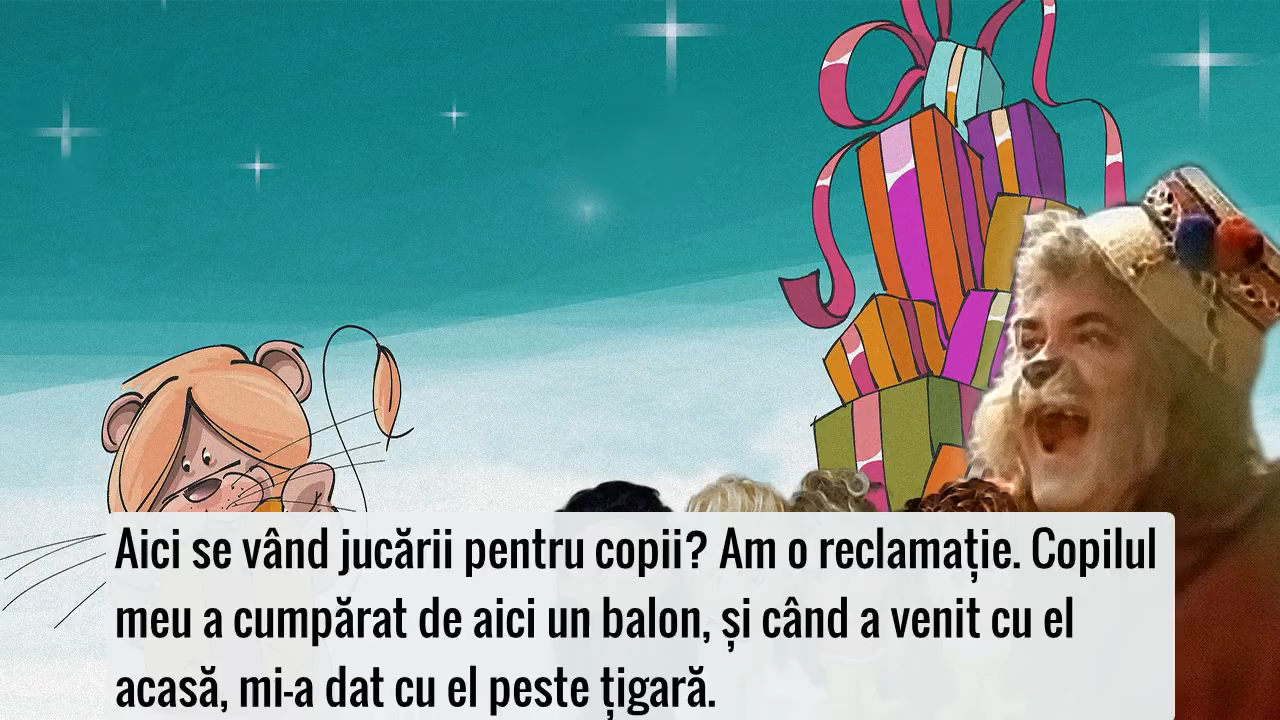 Aici se vând jucării pentru copii? Am o reclamație. Copilul
meu a cumpărat de aici un balon, și când a venit cu el
acasă, mi-a dat cu el peste țigară.